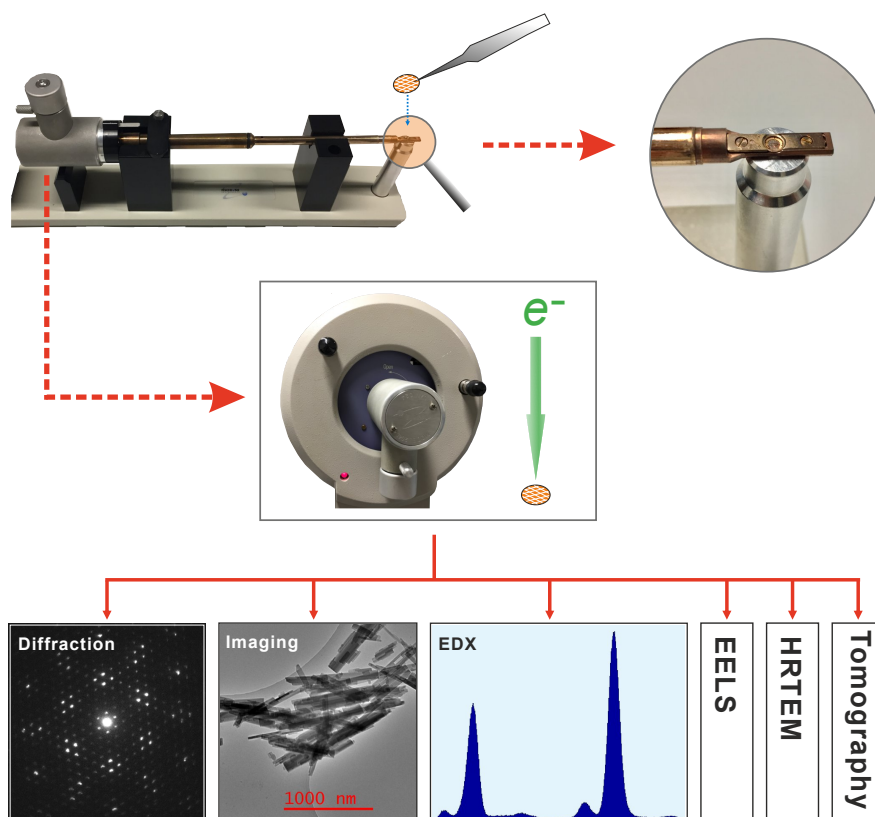 e-
Diffraction
Imaging
EDX
EELS
HRTEM
Tomography
1000 nm